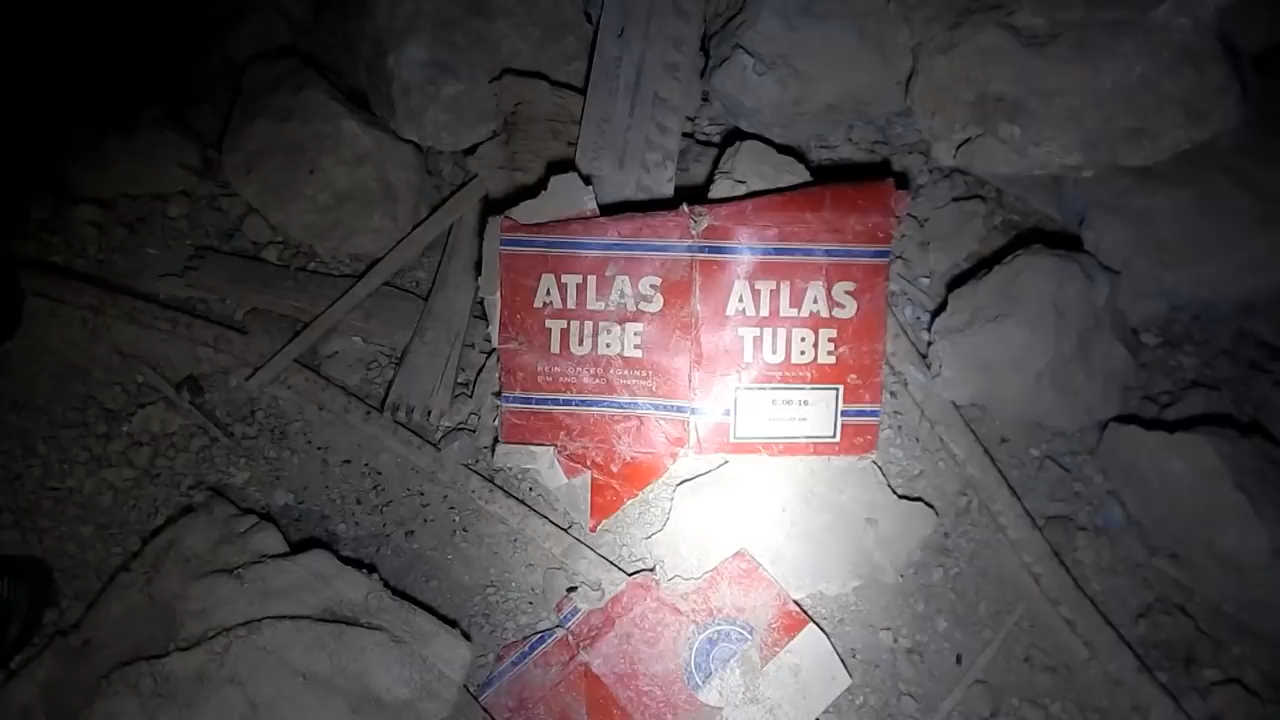 ATLAS
TUBE
REINFORCED AGAINST
RIM AND BEAD CHAFING
ATLAS
TUBE
6.00-16